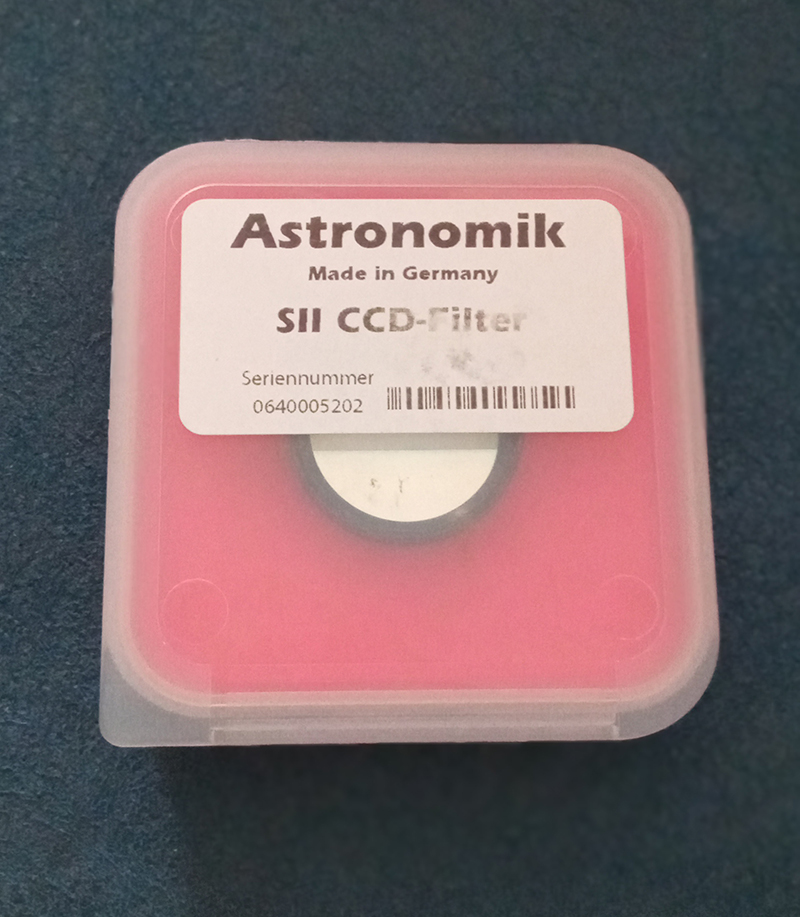 Astronomik
Made in Germany
SII CCD-Filter
Seriennummer
0640005202